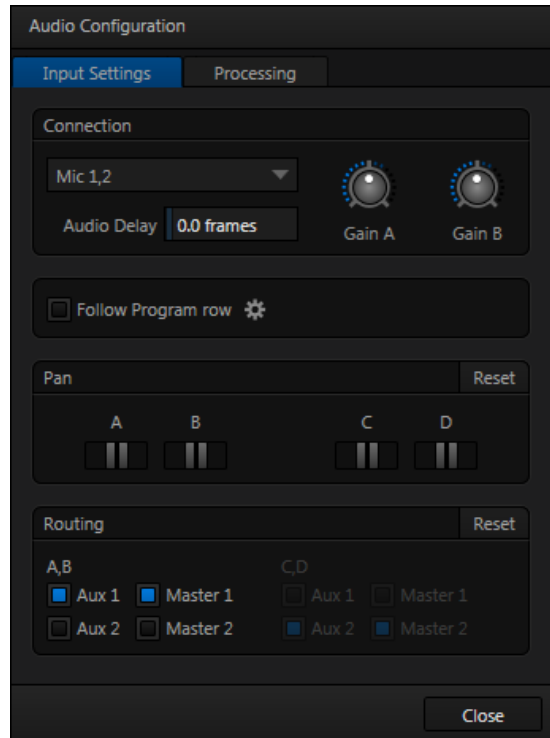 Audio Configuration
Input Settings Processing
Connection
Mic 1,2
Audio Delay 0.0 frames Gain A Gain B
Follow Program row
Pan Reset
A B C D
Routing Reset
A,B C,D
Aux 1 Master 1 Aux 1 Master 1
Aux 2 Master 2 Aux 2 Master 2
Close